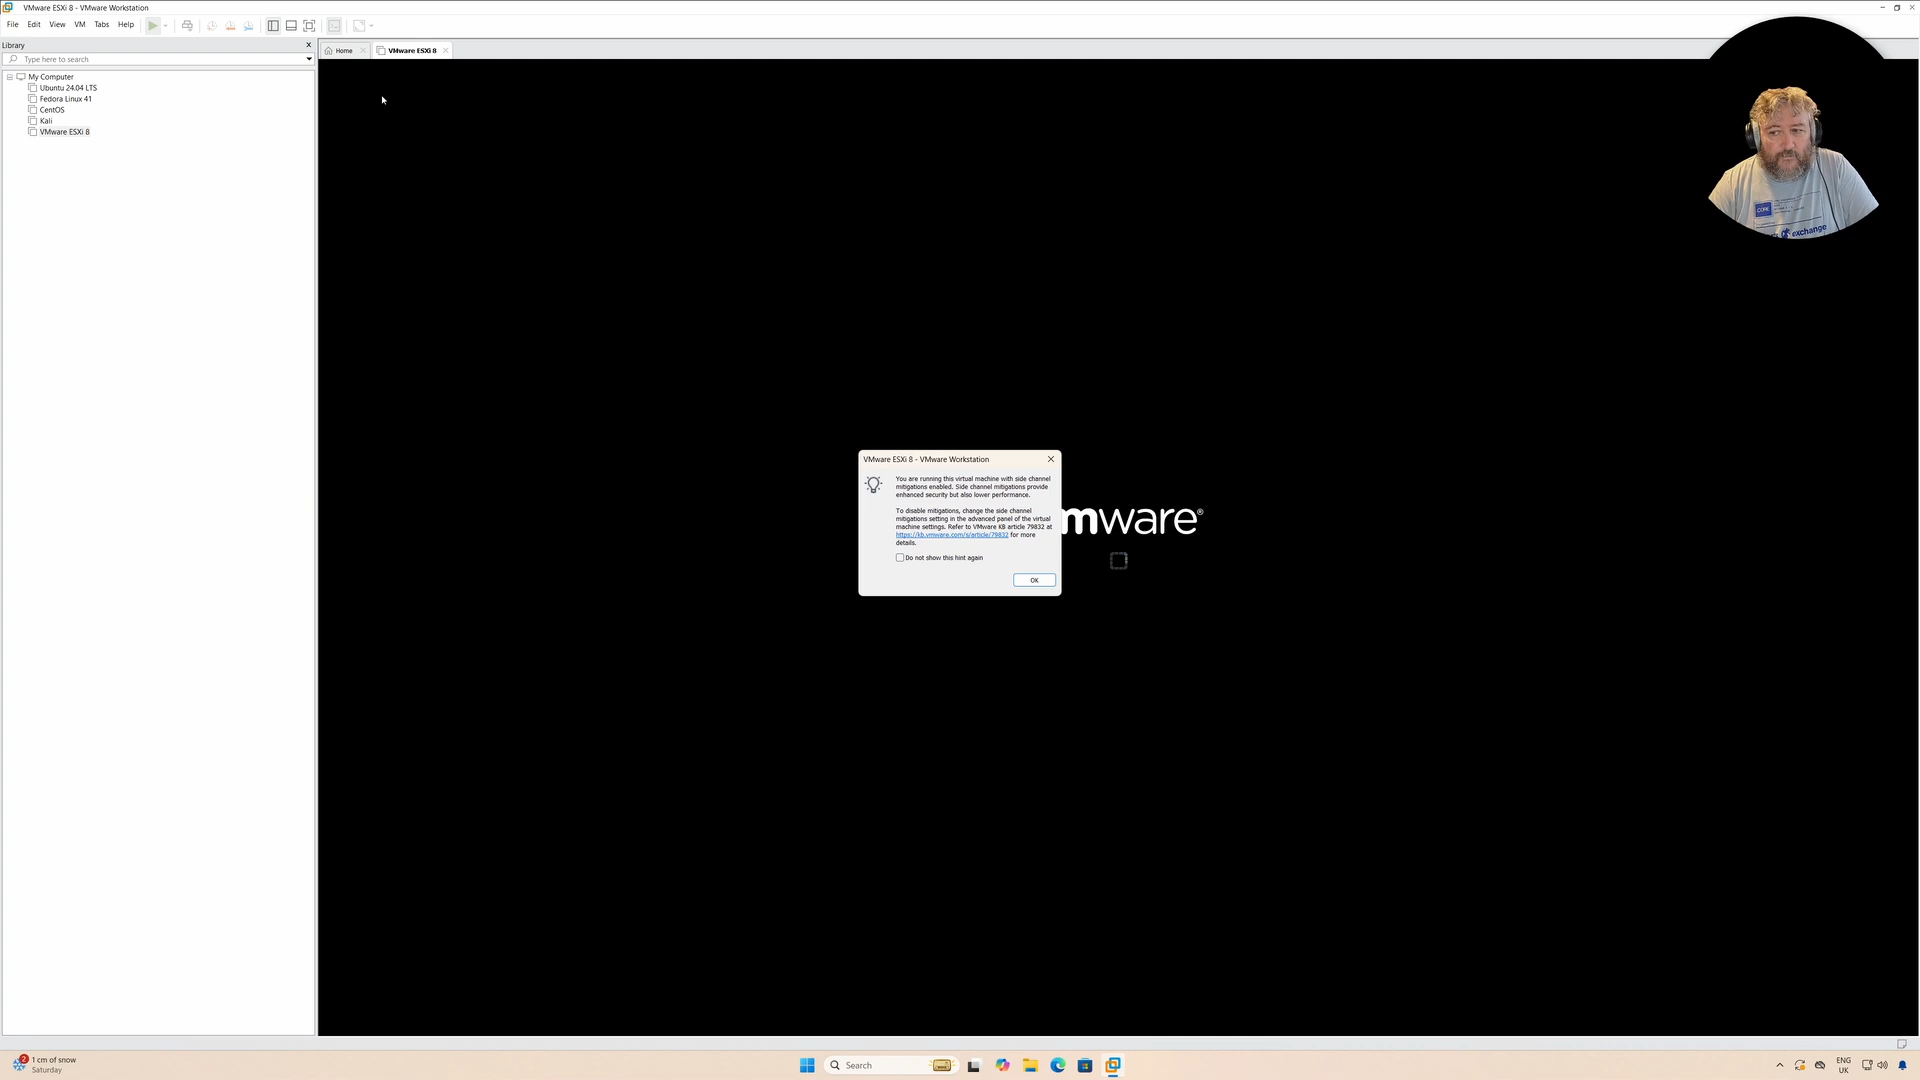 VMware ESXi 8 - VMware Workstation
File Edit View VM Tabs Help
Library
Type here to search
My Computer
Ubuntu 24.04 LTS
Fedora Linux 41
CentOS
Kali
VMware ESXi 8
Home
VMware ESXi 8
CORE
exchange
VMware ESXi 8 - VMware Workstation
You are running this virtual machine with side channel
mitigations enabled. Side channel mitigations provide
enhanced security but also lower performance.
To disable mitigations, change the side channel
mitigations setting in the advanced panel of the virtual
machine settings. Refer to VMware KB article 79832 at
https://kb.vmware.com/s/article/79832 for more
details.
Do not show this hint again
OK
mware®
2
1 cm of snow
Saturday
Search
ENG
UK